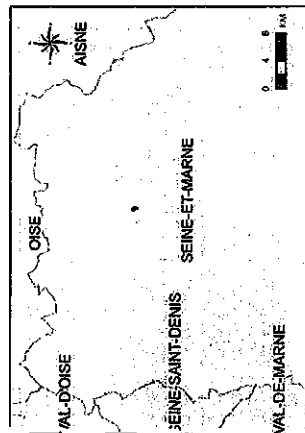 AISNE
OISE
VAL-D'OISE
SEINE-ET-MARNE
SEINE-SAINT-DENIS
VAL-DE-MARNE
0 4 8
KM